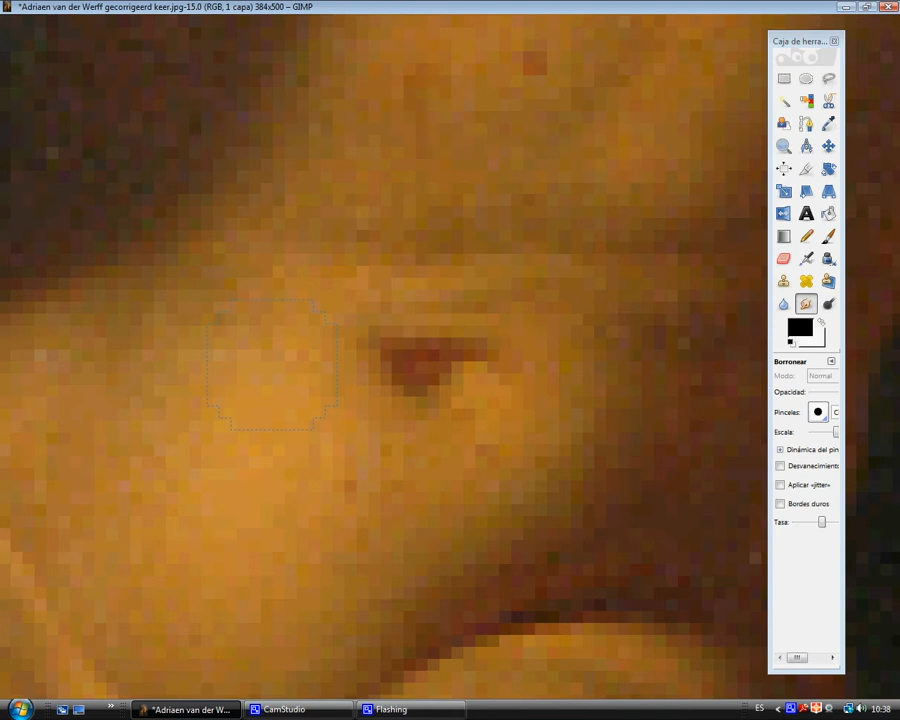 *Adriaen van der Werff gecorrigeerd keer.jpg-15.0 (RGB, 1 capa) 384x500 – GIMP
Caja de herra...
A
Borronear
Modo: Normal
Opacidad:
Pinceles: C
Escala:
Dinámica del pin
Desvanecimiento
Aplicar «jitter»
Bordes duros
Tasa:
*Adriaen van der W... CamStudio Flashing ES 10:38